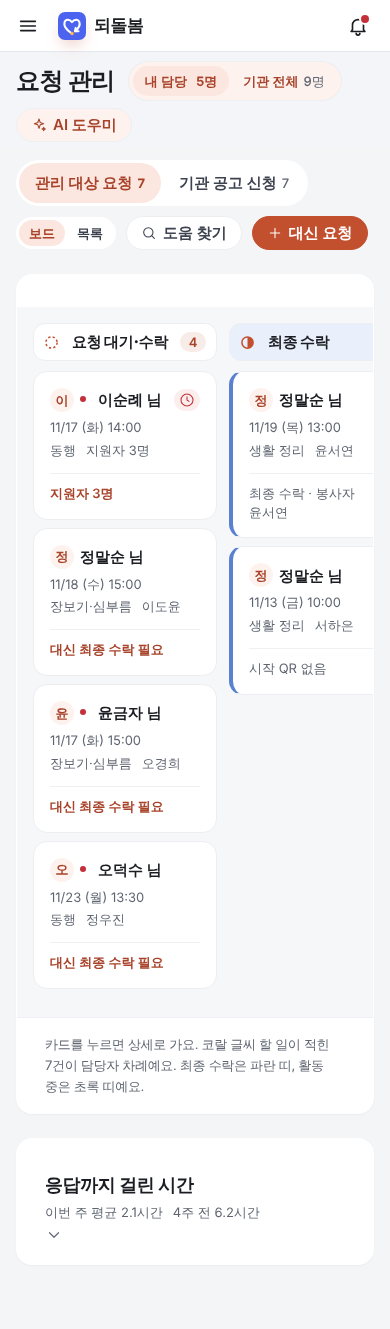 되돌봄
요청 관리
내 담당 5명 기관 전체 9명
AI 도우미
내 대상 요청 7 기관 공고 신청 7
보드 목록 도움 찾기 + 대신 요청
요청 대기·수락 4
이 이순례 님
11/17 (화) 14:00
동행 지원자 3명
지원자 3명
정 정말순 님
11/18 (수) 15:00
장보기·심부름 이도윤
대신 최종 수락 필요
윤 윤금자 님
11/17 (화) 15:00
장보기·심부름 오경희
대신 최종 수락 필요
오 오덕수 님
11/23 (월) 13:30
동행 정우진
대신 최종 수락 필요
최종 수락
정 정말순 님
11/19 (목) 13:00
생활 정리 윤서연
최종 수락 · 봉사자
윤서연
정 정말순 님
11/13 (금) 10:00
생활 정리 서하은
시작 QR 없음
카드를 누르면 상세로 가요. 코랄 글씨 할 일이 적힌
7건이 담당자 차례예요. 최종 수락은 파란 띠, 활동
중은 초록 띠예요.
응답까지 걸린 시간
이번 주 평균 2.1시간 4주 전 6.2시간